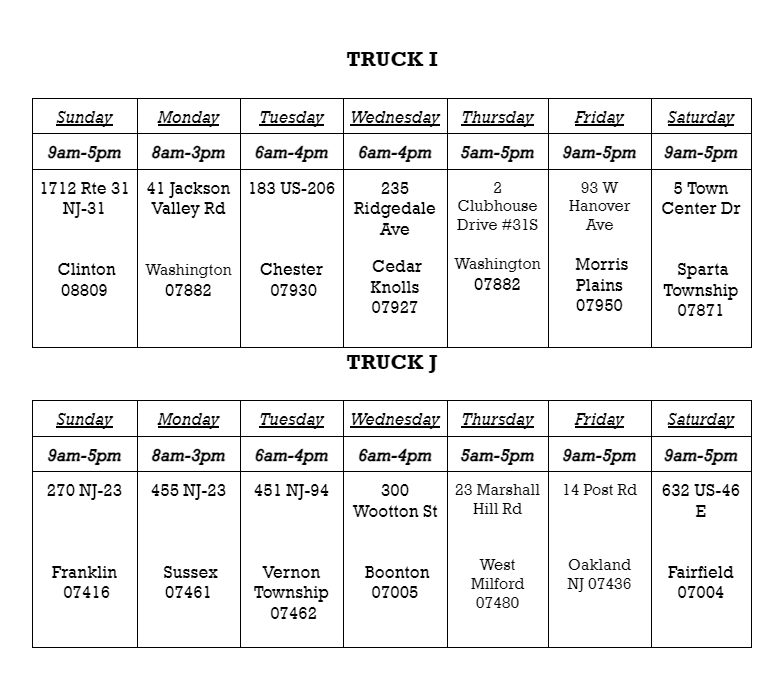 TRUCK I
Sunday Monday Tuesday Wednesday Thursday Friday Saturday
9am-5pm 8am-3pm 6am-4pm 6am-4pm 5am-5pm 9am-5pm 9am-5pm
1712 Rte 31
NJ-31
Clinton
08809
41 Jackson
Valley Rd
Washington
07882
183 US-206
Chester
07930
235
Ridgedale
Ave
Cedar
Knolls
07927
2
Clubhouse
Drive #31S
Washington
07882
93 W
Hanover
Ave
Morris
Plains
07950
5 Town
Center Dr
Sparta
Township
07871
TRUCK J
Sunday Monday Tuesday Wednesday Thursday Friday Saturday
9am-5pm 8am-3pm 6am-4pm 6am-4pm 5am-5pm 9am-5pm 9am-5pm
270 NJ-23
Franklin
07416
455 NJ-23
Sussex
07461
451 NJ-94
Vernon
Township
07462
300
Wootton St
Boonton
07005
23 Marshall
Hill Rd
West
Milford
07480
14 Post Rd
Oakland
NJ 07436
632 US-46
E
Fairfield
07004